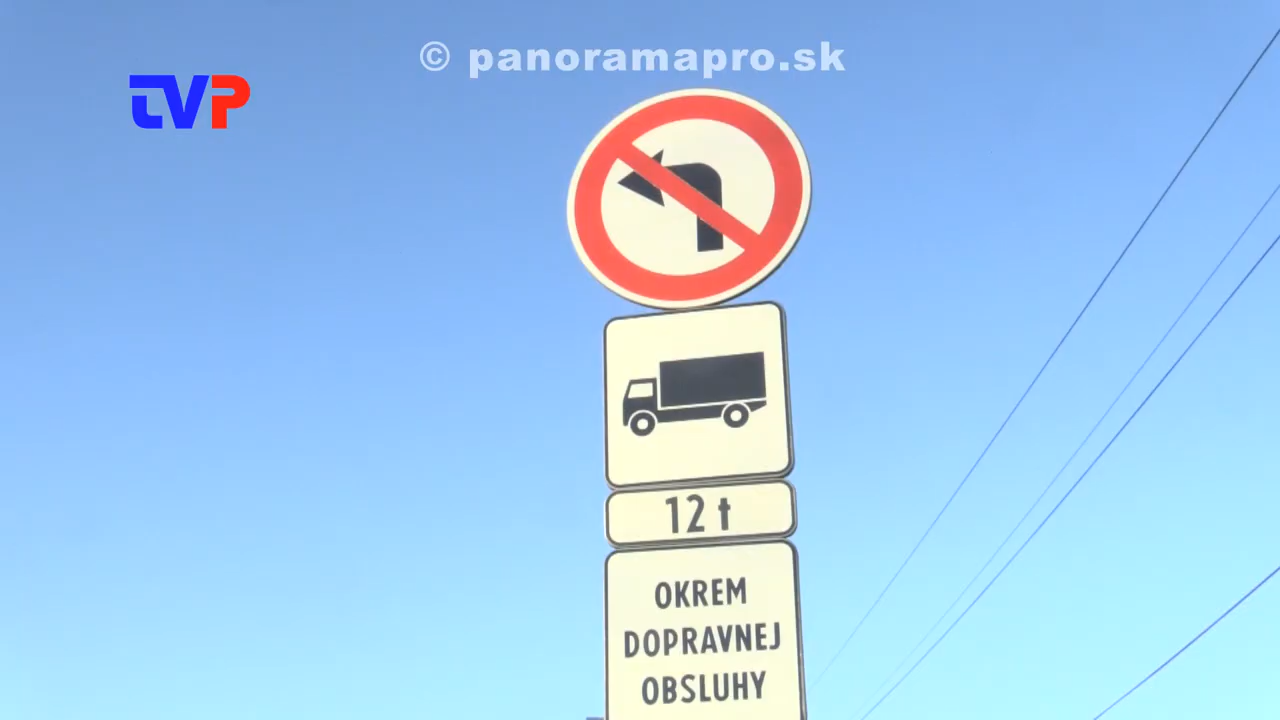 © panoramapro.sk
TVP
12 t
OKREM
DOPRAVNEJ
OBSLUHY